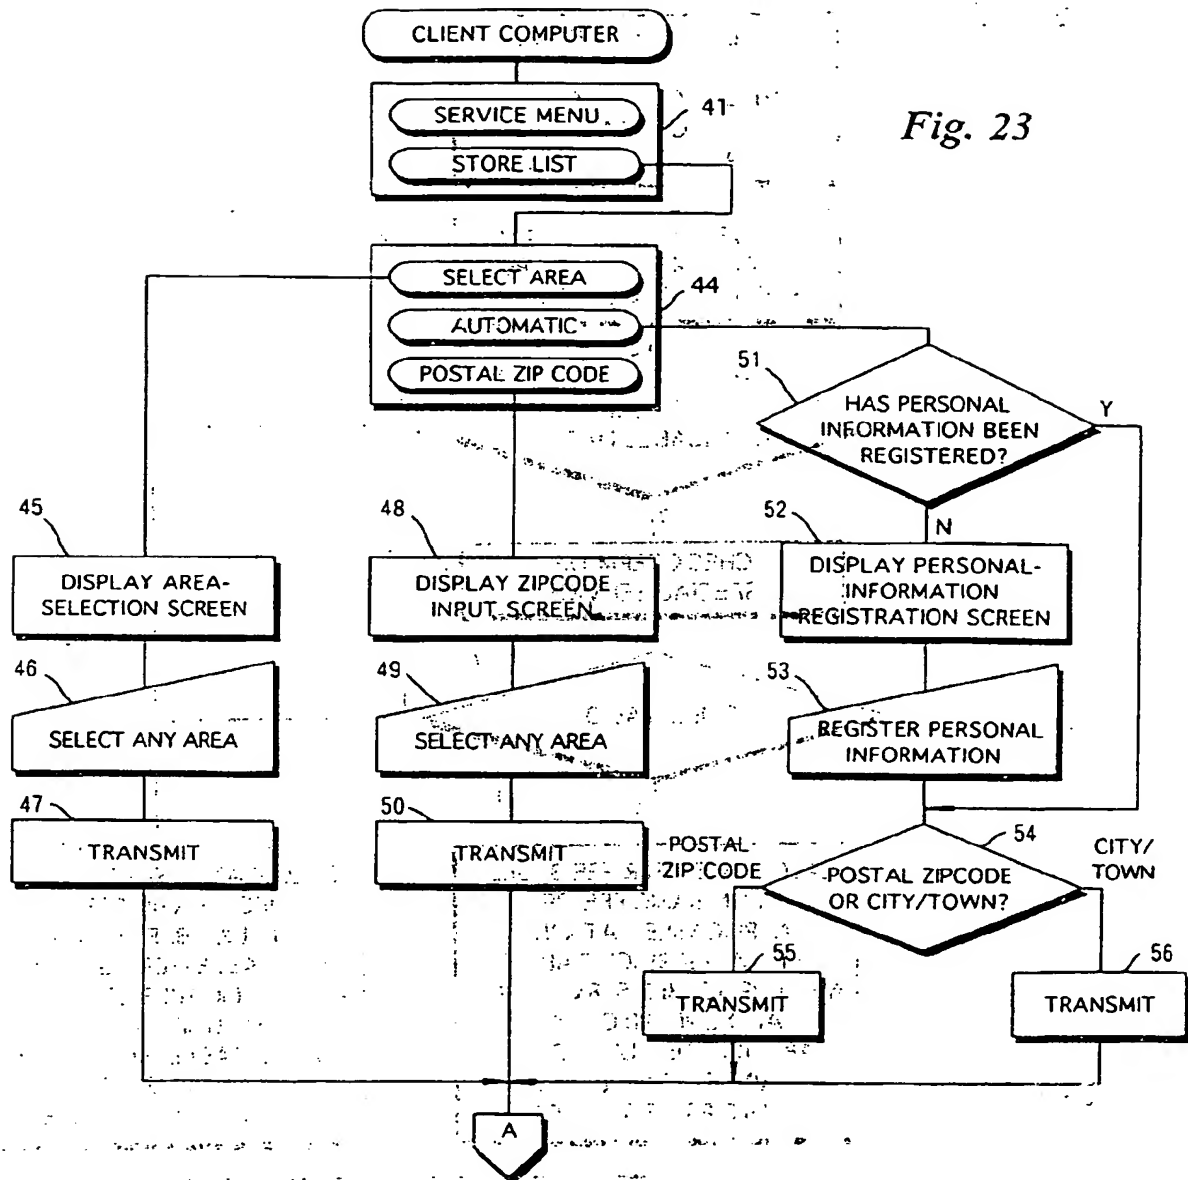 CLIENT COMPUTER
SERVICE MENU
STORE LIST
41
Fig. 23
SELECT AREA
AUTOMATIC
POSTAL ZIP CODE
44
51
HAS PERSONAL
INFORMATION BEEN
REGISTERED?
Y
N
45
DISPLAY AREA-
SELECTION SCREEN
48
DISPLAY ZIPCODE
INPUT SCREEN
52
DISPLAY PERSONAL-
INFORMATION
REGISTRATION SCREEN
46
SELECT ANY AREA
49
SELECT ANY AREA
53
REGISTER PERSONAL
INFORMATION
47
TRANSMIT
50
TRANSMIT
54
POSTAL ZIPCODE
OR CITY/TOWN?
POSTAL
ZIP CODE
CITY/
TOWN
55
TRANSMIT
56
TRANSMIT
A